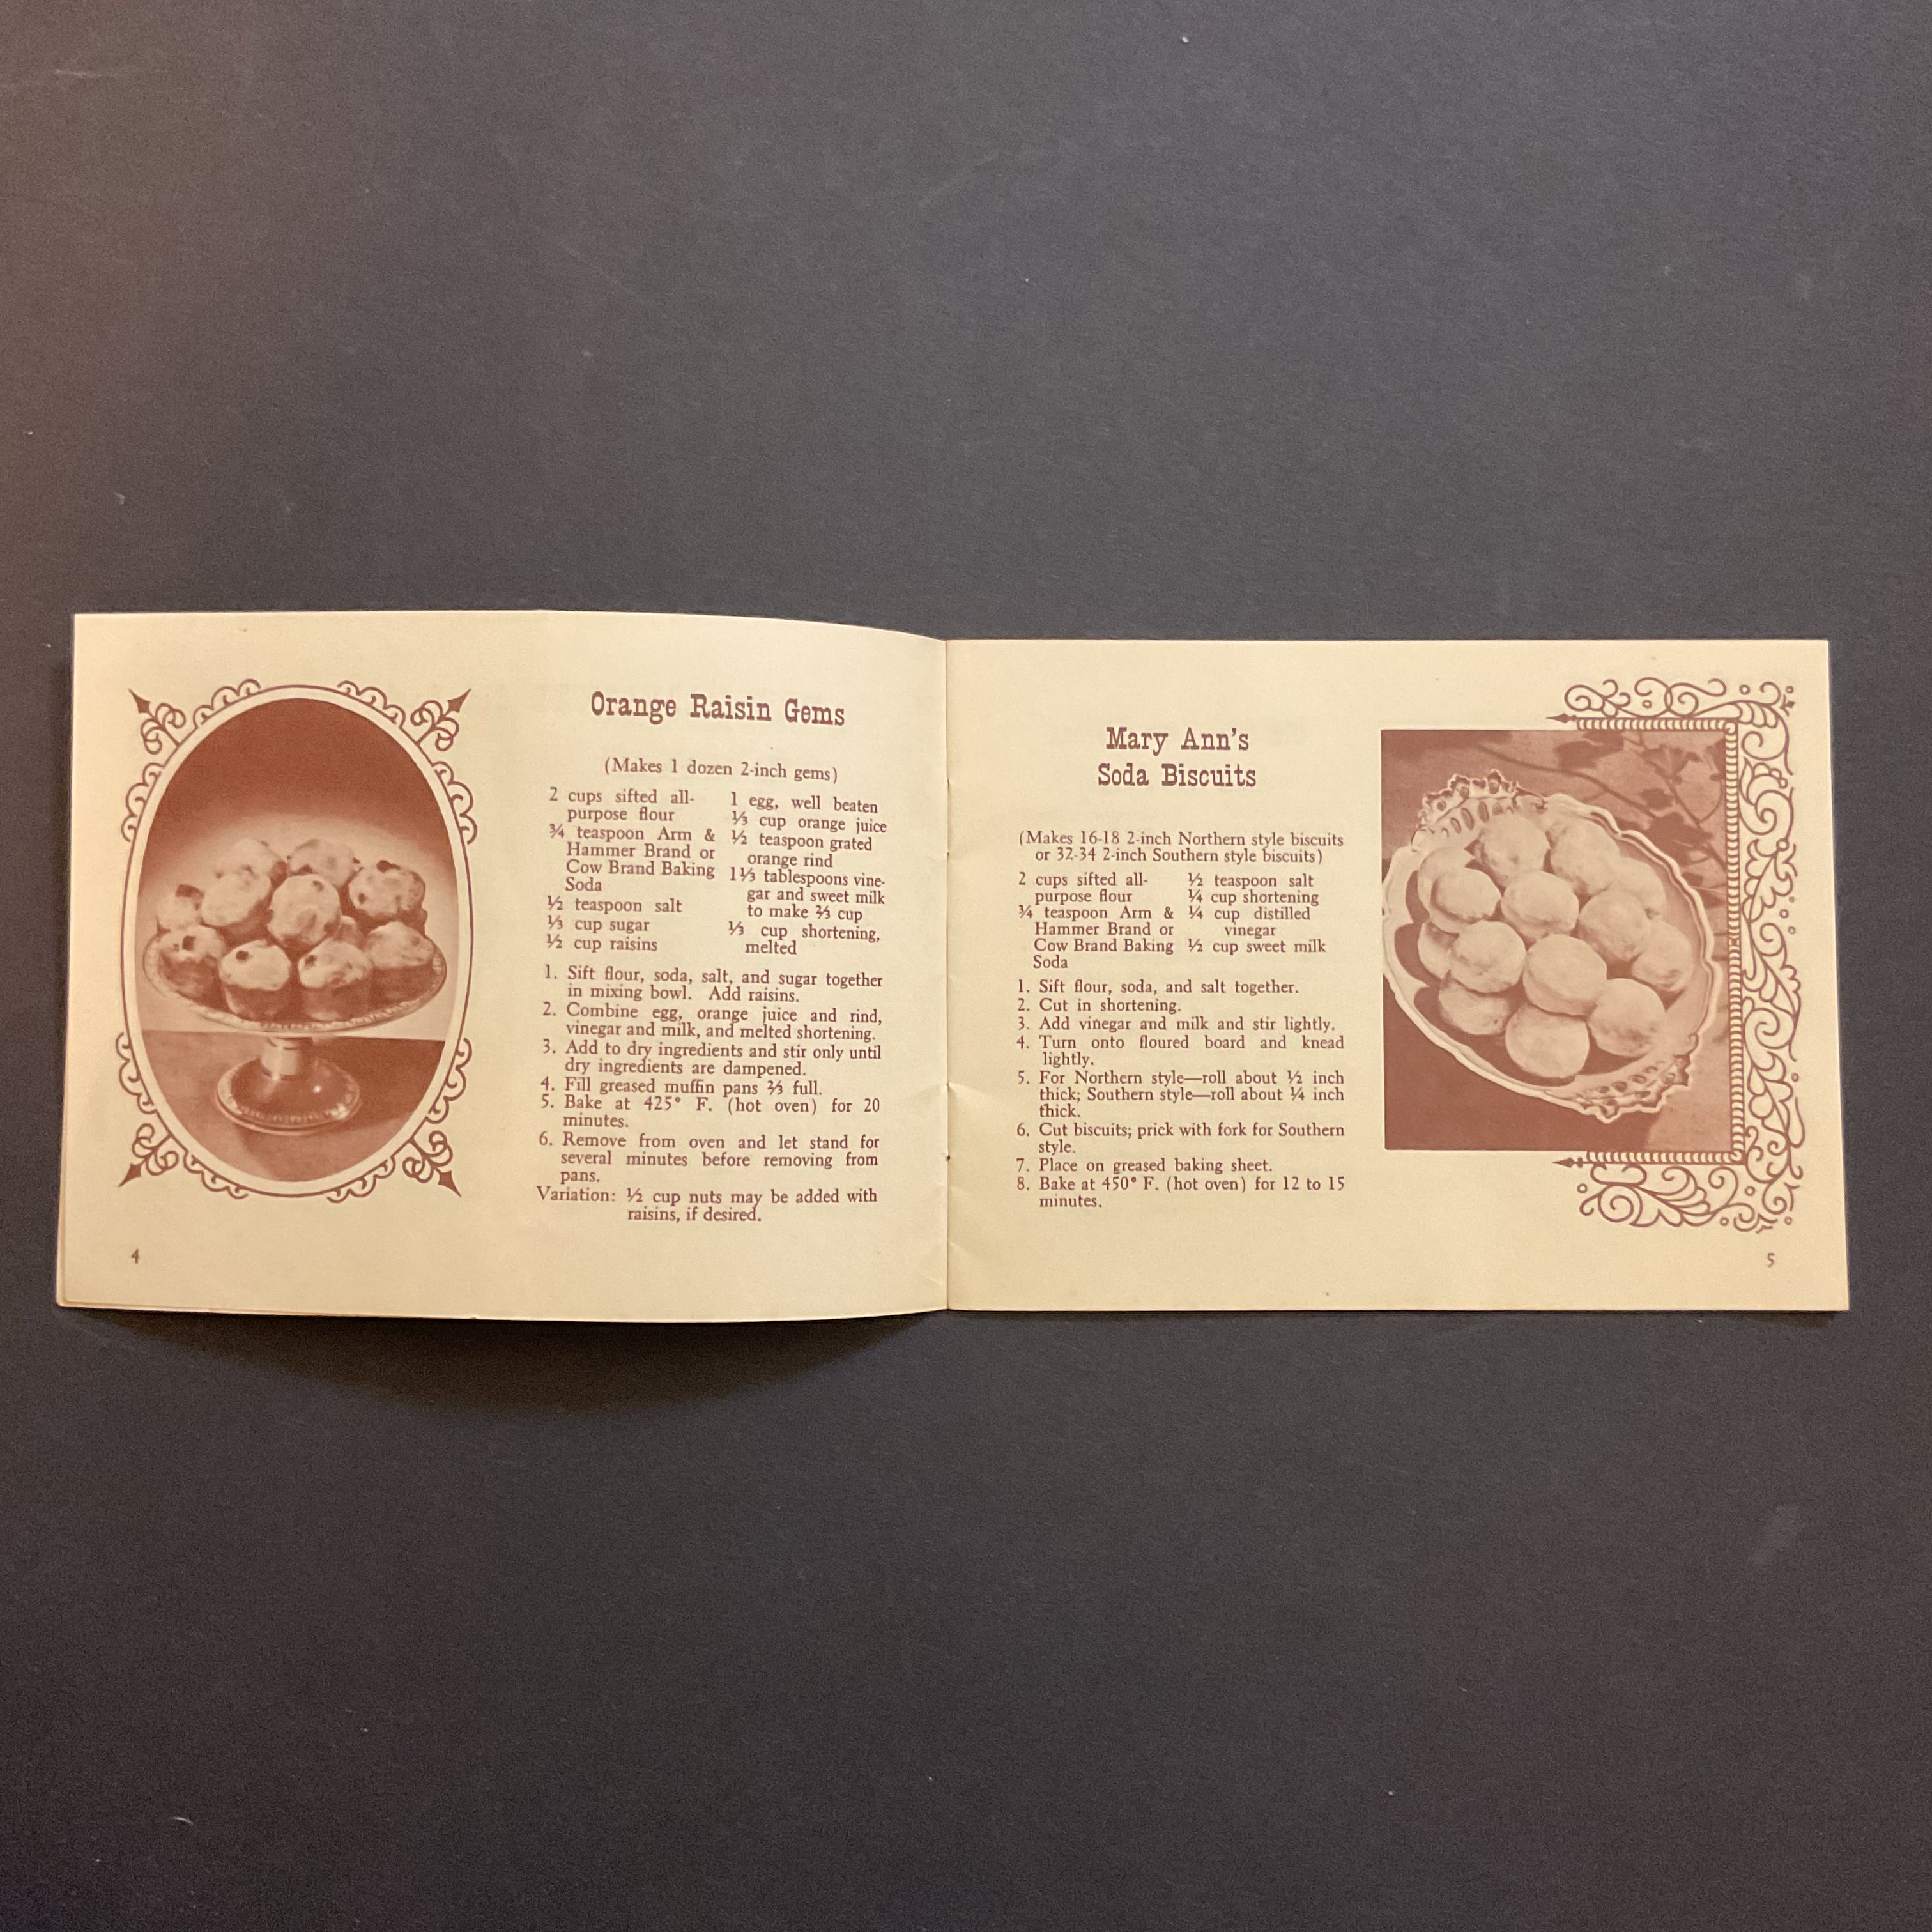 Orange Raisin Gems
(Makes 1 dozen 2-inch gems)
2 cups sifted all-
purpose flour
¾ teaspoon Arm &
Hammer Brand or
Cow Brand Baking
Soda
½ teaspoon salt
⅓ cup sugar
½ cup raisins
1 egg, well beaten
⅓ cup orange juice
½ teaspoon grated
orange rind
1⅓ tablespoons vine-
gar and sweet milk
to make ⅔ cup
⅓ cup shortening,
melted
1. Sift flour, soda, salt, and sugar together
in mixing bowl. Add raisins.
2. Combine egg, orange juice and rind,
vinegar and milk, and melted shortening.
3. Add to dry ingredients and stir only until
dry ingredients are dampened.
4. Fill greased muffin pans ⅔ full.
5. Bake at 425° F. (hot oven) for 20
minutes.
6. Remove from oven and let stand for
several minutes before removing from
pans.
Variation: ½ cup nuts may be added with
raisins, if desired.
4
Mary Ann's
Soda Biscuits
(Makes 16-18 2-inch Northern style biscuits
or 32-34 2-inch Southern style biscuits)
2 cups sifted all-
purpose flour
¾ teaspoon Arm &
Hammer Brand or
Cow Brand Baking
Soda
½ teaspoon salt
¼ cup shortening
¼ cup distilled
vinegar
½ cup sweet milk
1. Sift flour, soda, and salt together.
2. Cut in shortening.
3. Add vinegar and milk and stir lightly.
4. Turn onto floured board and knead
lightly.
5. For Northern style—roll about ½ inch
thick; Southern style—roll about ¼ inch
thick.
6. Cut biscuits; prick with fork for Southern
style.
7. Place on greased baking sheet.
8. Bake at 450° F. (hot oven) for 12 to 15
minutes.
5